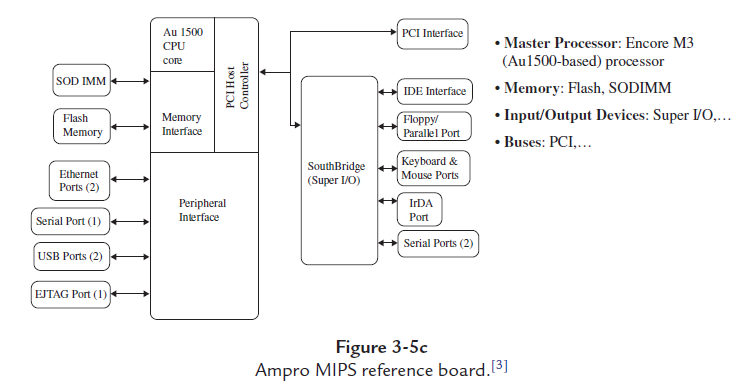 Au 1500
CPU
core
PCI Host
Controller
Memory
Interface
Peripheral
Interface
SOD IMM
Flash
Memory
Ethernet
Ports (2)
Serial Port (1)
USB Ports (2)
EJTAG Port (1)
SouthBridge
(Super I/O)
PCI Interface
IDE Interface
Floppy/
Parallel Port
Keyboard &
Mouse Ports
IrDA
Port
Serial Ports (2)
• Master Processor: Encore M3
(Au1500-based) processor
• Memory: Flash, SODIMM
• Input/Output Devices: Super I/O,…
• Buses: PCI,…
Figure 3-5c
Ampro MIPS reference board.[3]